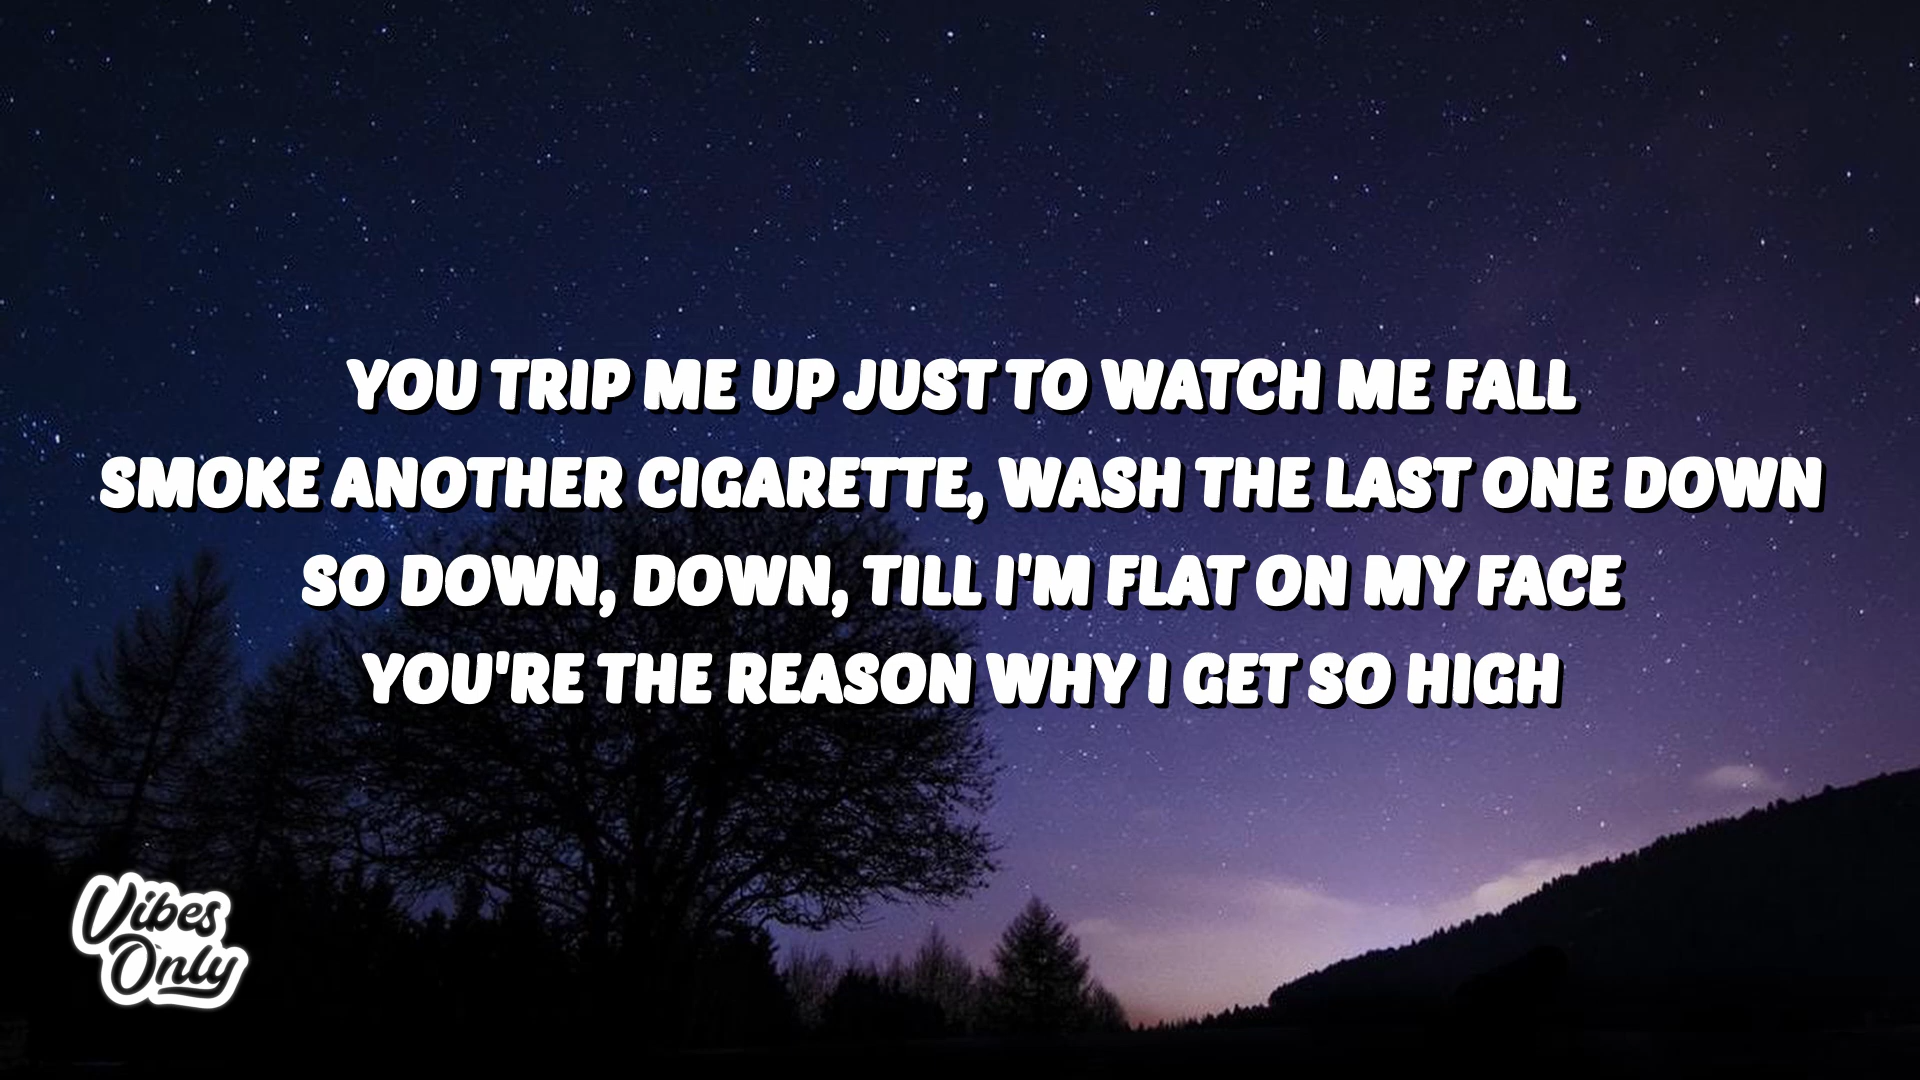 YOU TRIP ME UP JUST TO WATCH ME FALL
SMOKE ANOTHER CIGARETTE, WASH THE LAST ONE DOWN
SO DOWN, DOWN, TILL I'M FLAT ON MY FACE
YOU'RE THE REASON WHY I GET SO HIGH
Vibes
Only